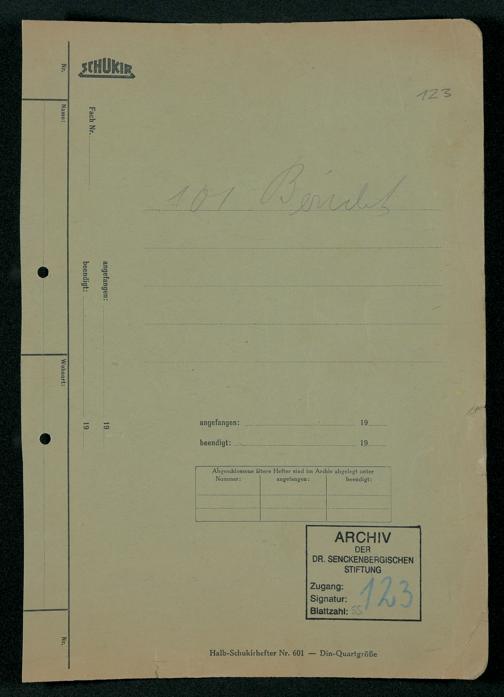 SCHUKIR
123
Nr.
Name:
Fach Nr.
101 Bericht
angefangen: 19
beendigt: 19
Wohnort:
angefangen: 19
beendigt: 19
Abgeschlossene ältere Hefter sind im Archiv abgelegt unter
Nummer: angefangen: beendigt:
ARCHIV
DER
DR. SENCKENBERGISCHEN
STIFTUNG
Zugang:
Signatur: 123
Blattzahl: 55
Nr.
Halb-Schukirhefter Nr. 601 — Din-Quartgröße